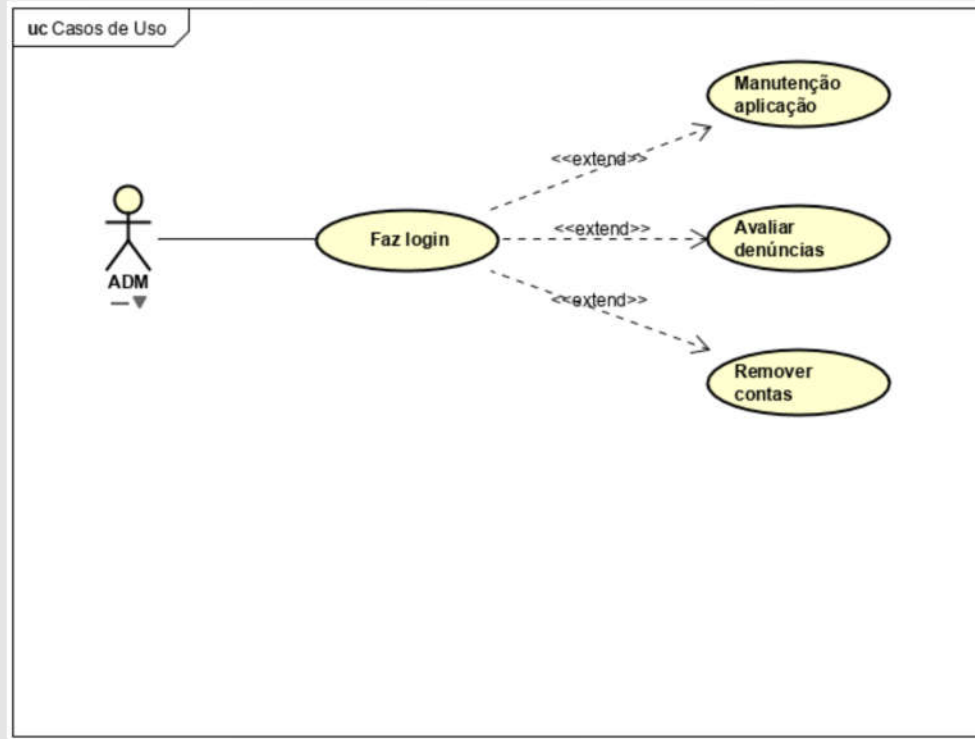 uc Casos de Uso
Manutenção
aplicação
<<extend>>
ADM
Faz login
<<extend>>
Avaliar
denúncias
<<extend>>
Remover
contas